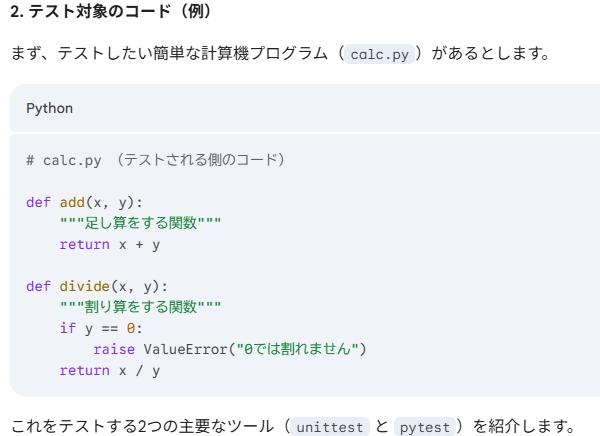 2. テスト対象のコード（例）
まず、テストしたい簡単な計算機プログラム（calc.py）があるとします。
Python
# calc.py （テストされる側のコード）
def add(x, y):
    """足し算をする関数"""
    return x + y
def divide(x, y):
    """割り算をする関数"""
    if y == 0:
        raise ValueError("0では割れません")
    return x / y
これをテストする2つの主要なツール（unittest と pytest）を紹介します。